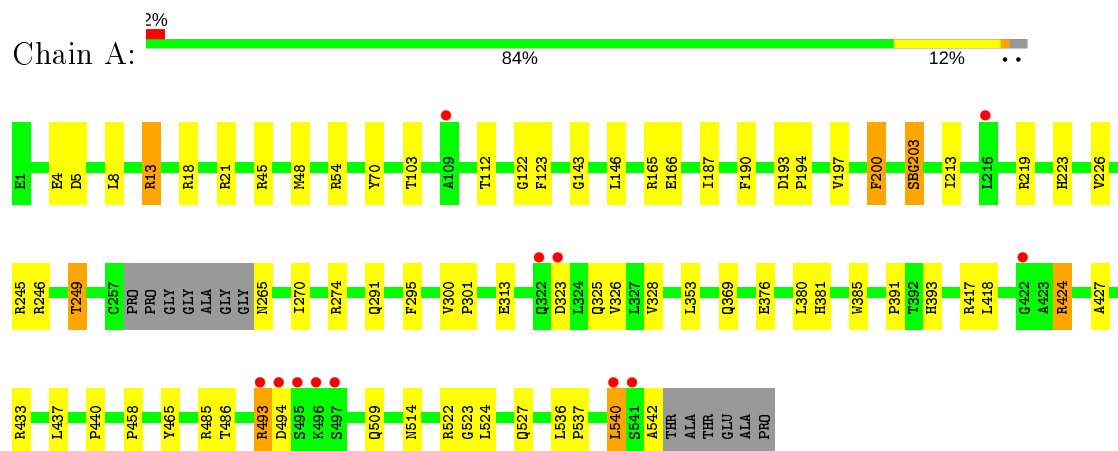 2%
Chain A:
84% 12% • •
E1 E4 D5 L8 R13 R18 R21 R45 M48 R54 Y70 T103 A109 T112 G122 F123 G143 L146 R165 E166 I187 F190 D193 P194 V197 F200 SBG203 I213 L216 R219 H223 V226
R245 R246 T249 C257 PRO PRO GLY GLY ALA GLY GLY N265 I270 R274 Q291 F295 V300 P301 E313 Q322 D323 L324 Q325 V326 L327 V328 L353 Q369 E376 L380 H381 W385 P391 T392 H393 R417 L418 G422 A423 R424 A427
R433 L437 P440 P458 Y465 R485 T486 R493 D494 S495 K496 S497 Q509 N514 R522 G523 L524 Q527 L536 P537 L540 S541 A542 THR ALA THR GLU ALA PRO